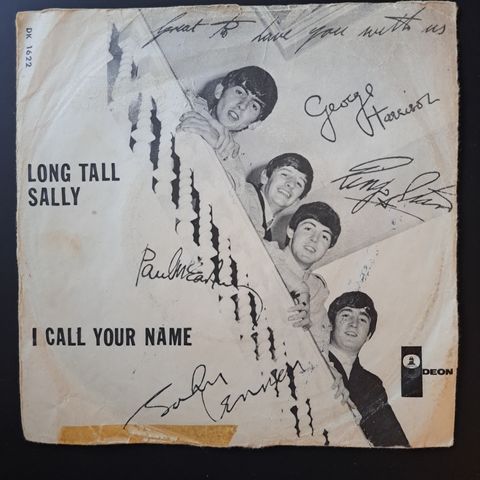 DK 1622
Great to have you with us
George
Harrison
LONG TALL
SALLY
Ringo Starr
Paul McCartney
I CALL YOUR NAME
ODEON
John Lennon